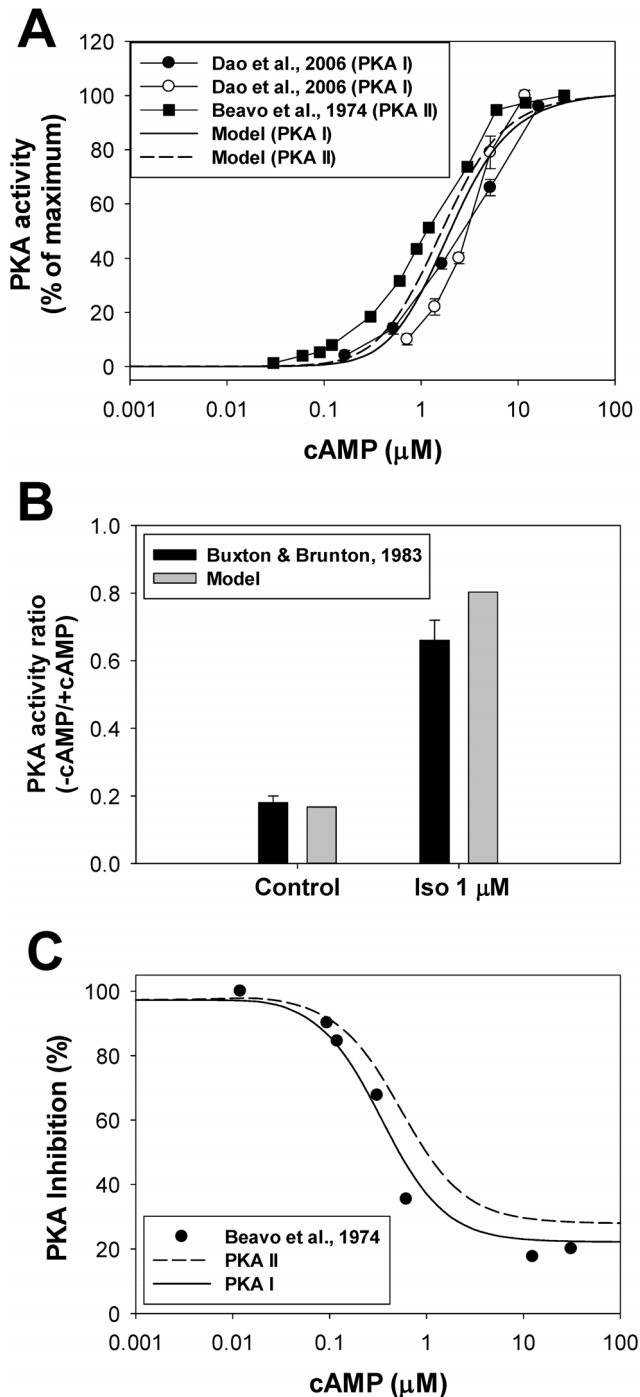 A
120
100
80
60
40
20
0
PKA activity
(% of maximum)
Dao et al., 2006 (PKA I)
Dao et al., 2006 (PKA I)
Beavo et al., 1974 (PKA II)
Model (PKA I)
Model (PKA II)
0.001 0.01 0.1 1 10 100
cAMP (μM)
B
1.0
0.8
0.6
0.4
0.2
0.0
PKA activity ratio
(-cAMP/+cAMP)
Buxton & Brunton, 1983
Model
Control Iso 1 μM
C
100
80
60
40
20
0
PKA Inhibition (%)
Beavo et al., 1974
PKA II
PKA I
0.001 0.01 0.1 1 10 100
cAMP (μM)